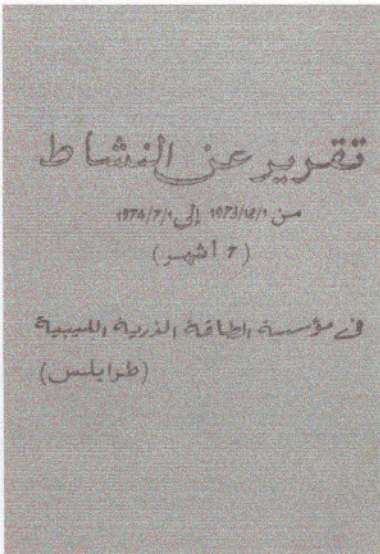 تقرير عن النشاط
من 1973/12/1 إلى 1974/7/1
(7 أشهر)
في مؤسسة الطاقة الذرية الليبية
(طرابلس)